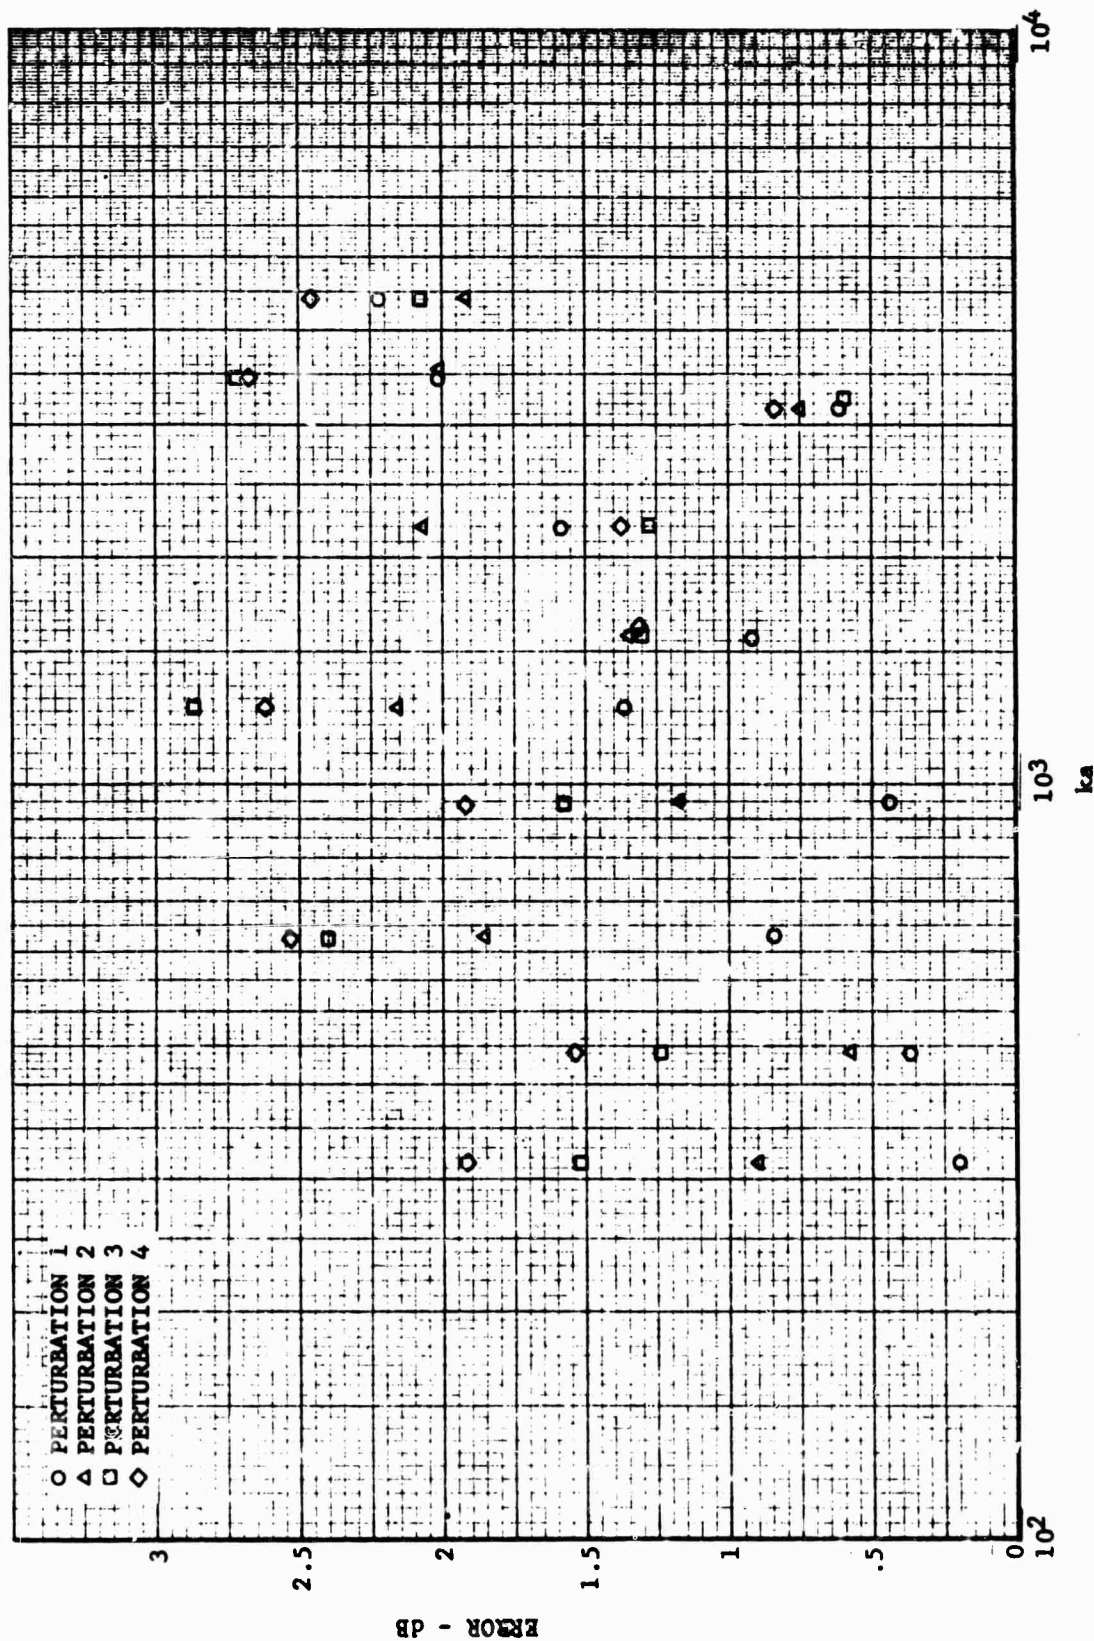 ○ PERTURBATION 1
△ PERTURBATION 2
□ PERTURBATION 3
◇ PERTURBATION 4
ERROR - dB
3
2.5
2
1.5
1
.5
0
10²
10³
10⁴
ka